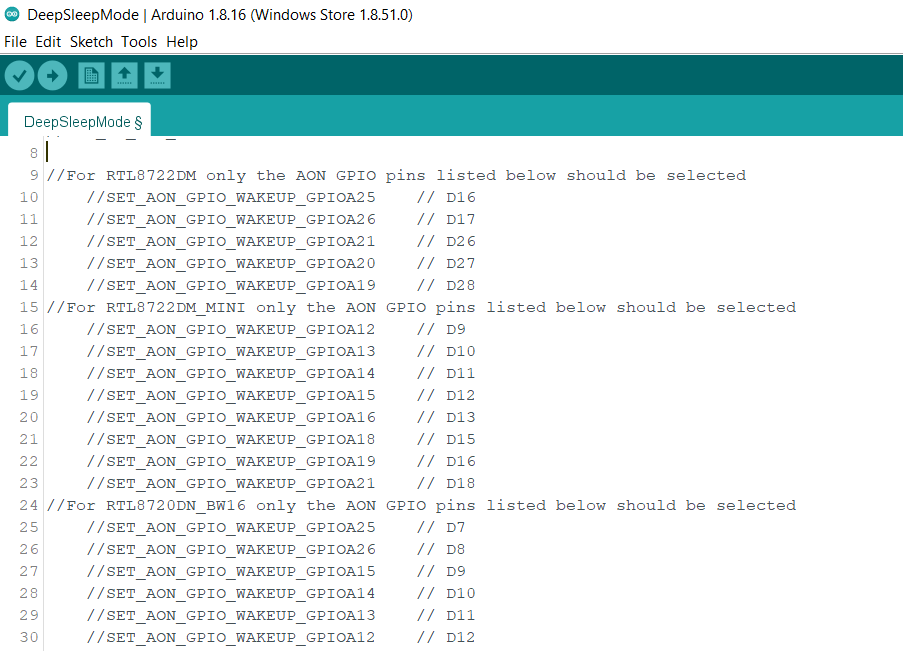 DeepSleepMode | Arduino 1.8.16 (Windows Store 1.8.51.0)
File Edit Sketch Tools Help
DeepSleepMode §
8
9 //For RTL8722DM only the AON GPIO pins listed below should be selected
10 //SET_AON_GPIO_WAKEUP_GPIOA25 // D16
11 //SET_AON_GPIO_WAKEUP_GPIOA26 // D17
12 //SET_AON_GPIO_WAKEUP_GPIOA21 // D26
13 //SET_AON_GPIO_WAKEUP_GPIOA20 // D27
14 //SET_AON_GPIO_WAKEUP_GPIOA19 // D28
15 //For RTL8722DM_MINI only the AON GPIO pins listed below should be selected
16 //SET_AON_GPIO_WAKEUP_GPIOA12 // D9
17 //SET_AON_GPIO_WAKEUP_GPIOA13 // D10
18 //SET_AON_GPIO_WAKEUP_GPIOA14 // D11
19 //SET_AON_GPIO_WAKEUP_GPIOA15 // D12
20 //SET_AON_GPIO_WAKEUP_GPIOA16 // D13
21 //SET_AON_GPIO_WAKEUP_GPIOA18 // D15
22 //SET_AON_GPIO_WAKEUP_GPIOA19 // D16
23 //SET_AON_GPIO_WAKEUP_GPIOA21 // D18
24 //For RTL8720DN_BW16 only the AON GPIO pins listed below should be selected
25 //SET_AON_GPIO_WAKEUP_GPIOA25 // D7
26 //SET_AON_GPIO_WAKEUP_GPIOA26 // D8
27 //SET_AON_GPIO_WAKEUP_GPIOA15 // D9
28 //SET_AON_GPIO_WAKEUP_GPIOA14 // D10
29 //SET_AON_GPIO_WAKEUP_GPIOA13 // D11
30 //SET_AON_GPIO_WAKEUP_GPIOA12 // D12